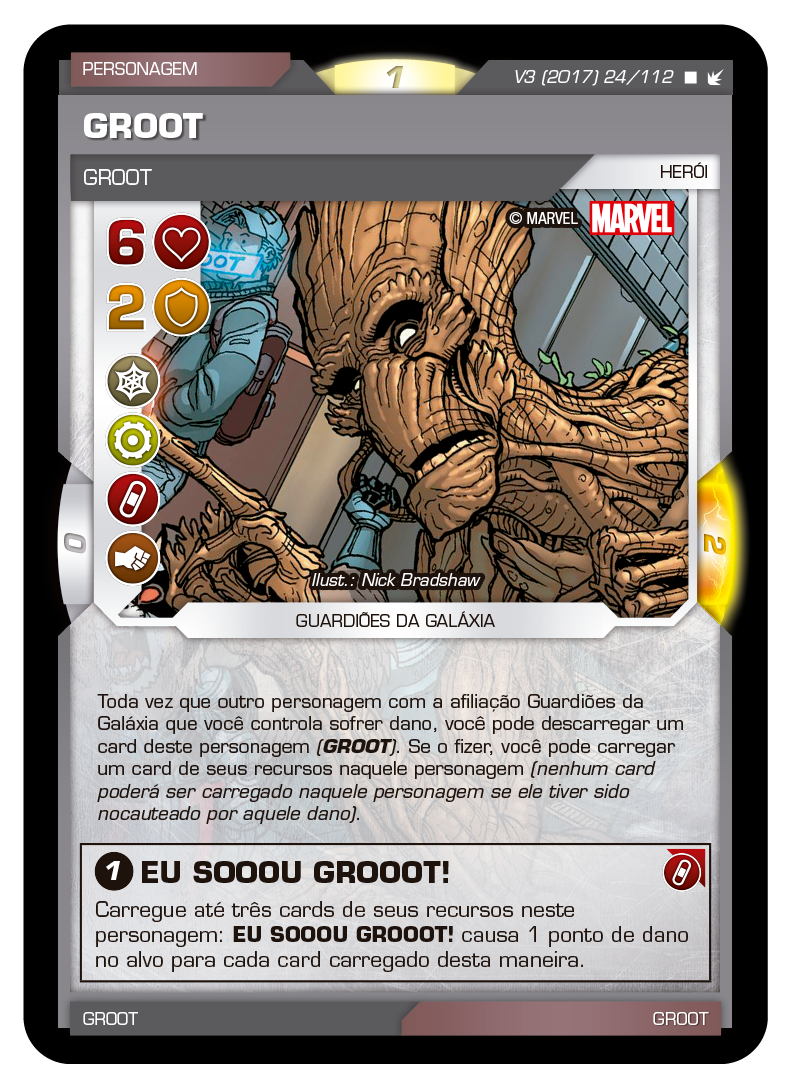 PERSONAGEM
1
V3 (2017) 24/112
GROOT
GROOT
HERÓI
© MARVEL
MARVEL
6
2
OOT
0
2
Ilust.: Nick Bradshaw
GUARDIÕES DA GALÁXIA
Toda vez que outro personagem com a afiliação Guardiões da
Galáxia que você controla sofrer dano, você pode descarregar um
card deste personagem (GROOT). Se o fizer, você pode carregar
um card de seus recursos naquele personagem (nenhum card
poderá ser carregado naquele personagem se ele tiver sido
nocauteado por aquele dano).
1 EU SOOOU GROOOT!
Carregue até três cards de seus recursos neste
personagem: EU SOOOU GROOOT! causa 1 ponto de dano
no alvo para cada card carregado desta maneira.
GROOT
GROOT